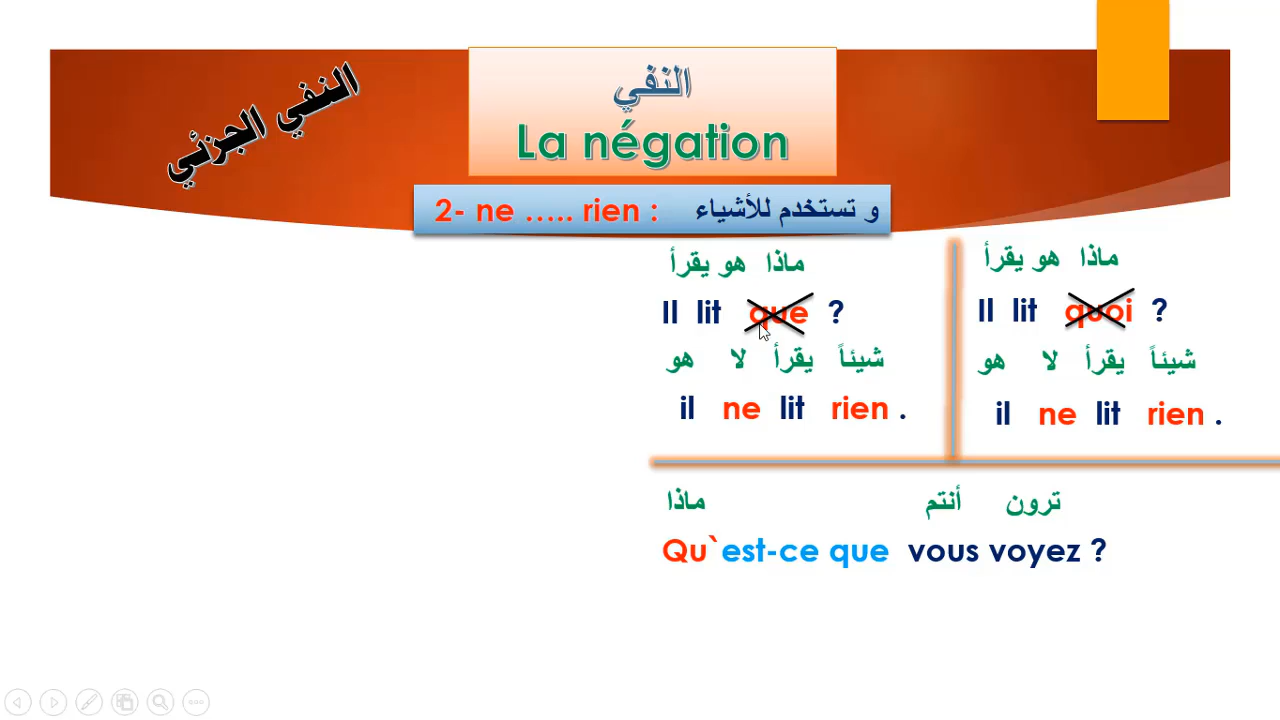 النفي الجزئي
النفي
La négation
2- ne ..... rien : و تستخدم للأشياء
ماذا هو يقرأ
Il lit que ?
شيئاً يقرأ لا هو
il ne lit rien .
ماذا هو يقرأ
Il lit quoi ?
شيئاً يقرأ لا هو
il ne lit rien .
ماذا أنتم ترون
Qu`est-ce que vous voyez ?